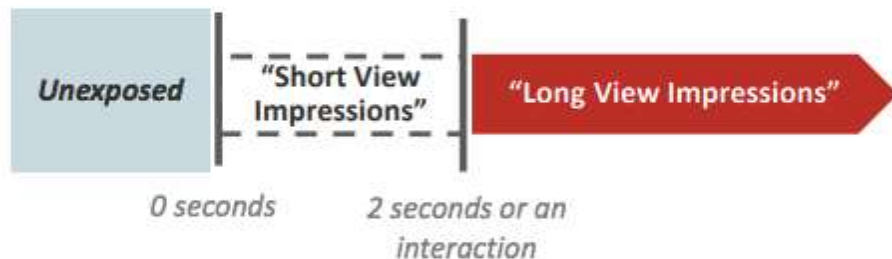 Unexposed
“Short View
Impressions”
“Long View Impressions”
0 seconds
2 seconds or an
interaction